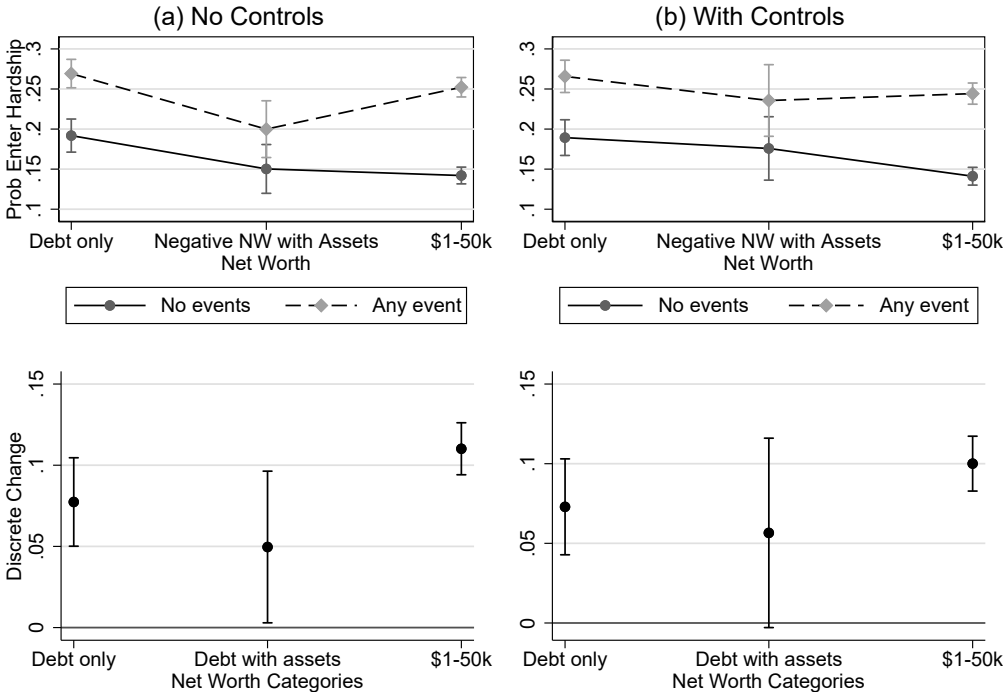 (a) No Controls
Prob Enter Hardship
.3
.25
.2
.15
.1
Debt only Negative NW with Assets $1-50k
Net Worth
No events Any event
(b) With Controls
.3
.25
.2
.15
.1
Debt only Negative NW with Assets $1-50k
Net Worth
No events Any event
Discrete Change
.15
.1
.05
0
Debt only Debt with assets $1-50k
Net Worth Categories
.15
.1
.05
0
Debt only Debt with assets $1-50k
Net Worth Categories